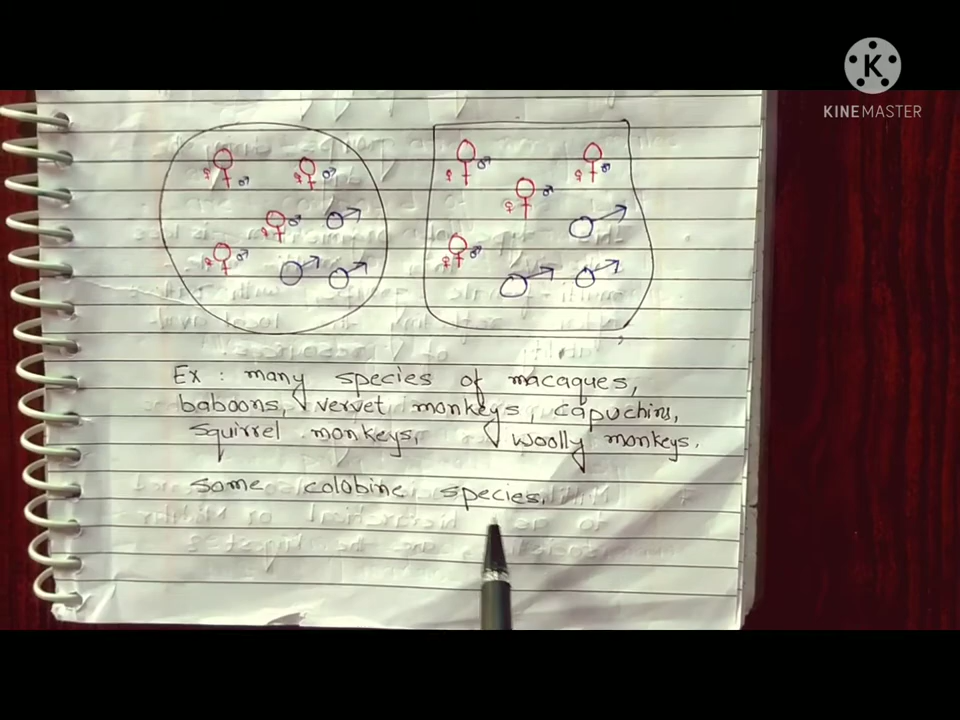 K
KINEMASTER
Ex : many species of macaques,
baboons, vervet monkeys, capuchins,
squirrel monkeys, woolly monkeys.
some colobine species.